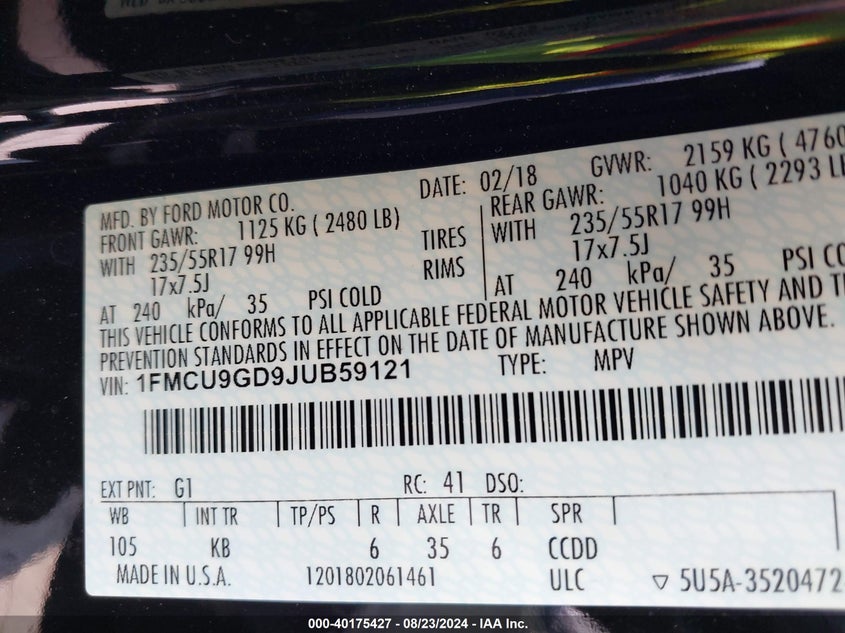 MFD. BY FORD MOTOR CO. DATE: 02/18 GVWR: 2159 KG ( 4760
FRONT GAWR: 1125 KG ( 2480 LB) REAR GAWR: 1040 KG ( 2293 LB
WITH 235/55R17 99H TIRES WITH 235/55R17 99H
17x7.5J RIMS 17x7.5J
AT 240 kPa/ 35 PSI COLD AT 240 kPa/ 35 PSI CO
THIS VEHICLE CONFORMS TO ALL APPLICABLE FEDERAL MOTOR VEHICLE SAFETY AND T
PREVENTION STANDARDS IN EFFECT ON THE DATE OF MANUFACTURE SHOWN ABOVE.
VIN: 1FMCU9GD9JUB59121 TYPE: MPV
EXT PNT: G1 RC: 41 DSO:
WB INT TR TP/PS R AXLE TR SPR
105 KB 6 35 6 CCDD
MADE IN U.S.A. 1201802061461 ULC ▽ 5U5A-3520472
000-40175427 - 08/23/2024 - IAA Inc.